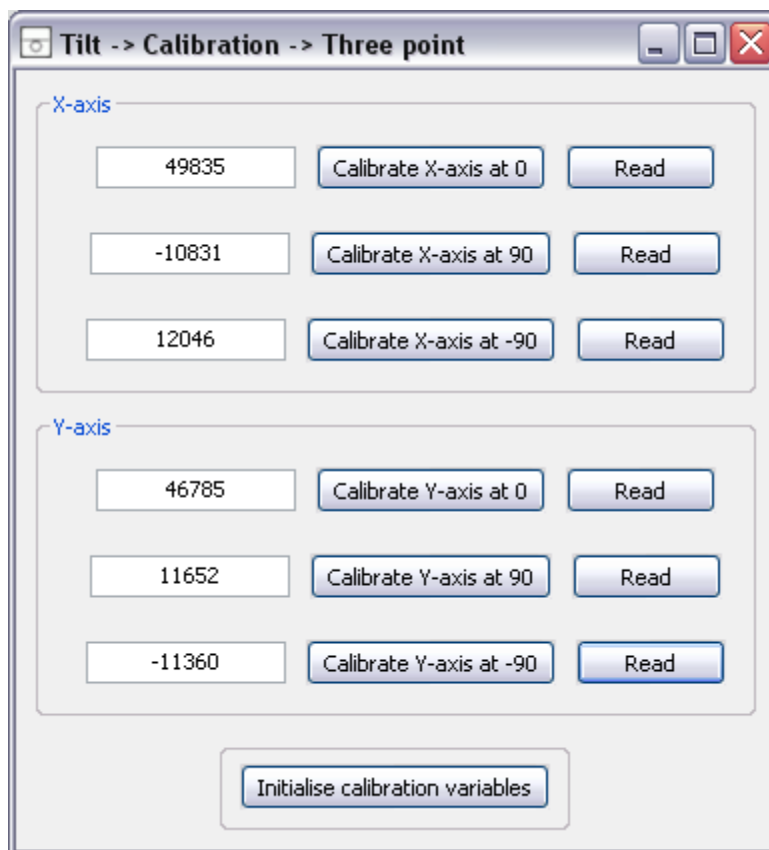 Tilt -> Calibration -> Three point
X-axis
49835 Calibrate X-axis at 0 Read
-10831 Calibrate X-axis at 90 Read
12046 Calibrate X-axis at -90 Read
Y-axis
46785 Calibrate Y-axis at 0 Read
11652 Calibrate Y-axis at 90 Read
-11360 Calibrate Y-axis at -90 Read
Initialise calibration variables